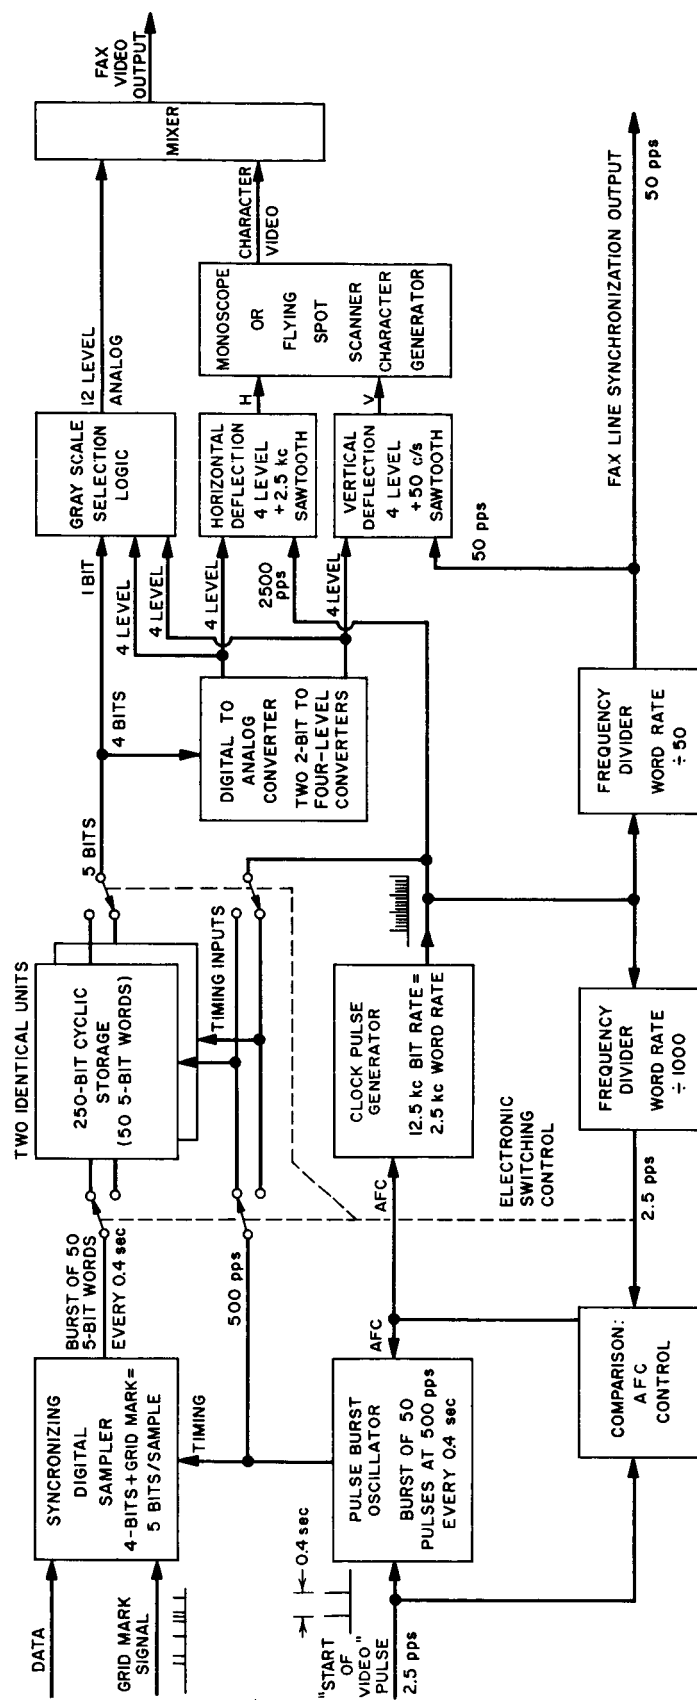 DATA
GRID MARK
SIGNAL
SYNCRONIZING
DIGITAL
SAMPLER
4-BITS+GRID MARK=
5 BITS/SAMPLE
BURST OF 50
5-BIT WORDS
EVERY 0.4 sec
TIMING
500 pps
TWO IDENTICAL UNITS
250-BIT CYCLIC
STORAGE
(50 5-BIT WORDS)
TIMING INPUTS
5 BITS
4 BITS
1 BIT
4 LEVEL
4 LEVEL
GRAY SCALE
SELECTION
LOGIC
12 LEVEL
ANALOG
MIXER
FAX
VIDEO
OUTPUT
DIGITAL TO
ANALOG
CONVERTER
TWO 2-BIT TO
FOUR-LEVEL
CONVERTERS
4 LEVEL
2500
pps
4 LEVEL
HORIZONTAL
DEFLECTION
4 LEVEL
+2.5 kc
SAWTOOTH
H
VERTICAL
DEFLECTION
4 LEVEL
+50 c/s
SAWTOOTH
V
50 pps
MONOSCOPE
OR
FLYING
SPOT
SCANNER
CHARACTER
GENERATOR
CHARACTER
VIDEO
0.4 sec
"START
OF
VIDEO"
PULSE
2.5 pps
PULSE BURST
OSCILLATOR
BURST OF 50
PULSES AT 500 pps
EVERY 0.4 sec
AFC
AFC
CLOCK PULSE
GENERATOR
12.5 kc BIT RATE =
2.5 kc WORD RATE
ELECTRONIC
SWITCHING
CONTROL
COMPARISON:
AFC
CONTROL
2.5 pps
FREQUENCY
DIVIDER
WORD RATE
÷1000
FREQUENCY
DIVIDER
WORD RATE
÷50
FAX LINE SYNCHRONIZATION OUTPUT
50 pps